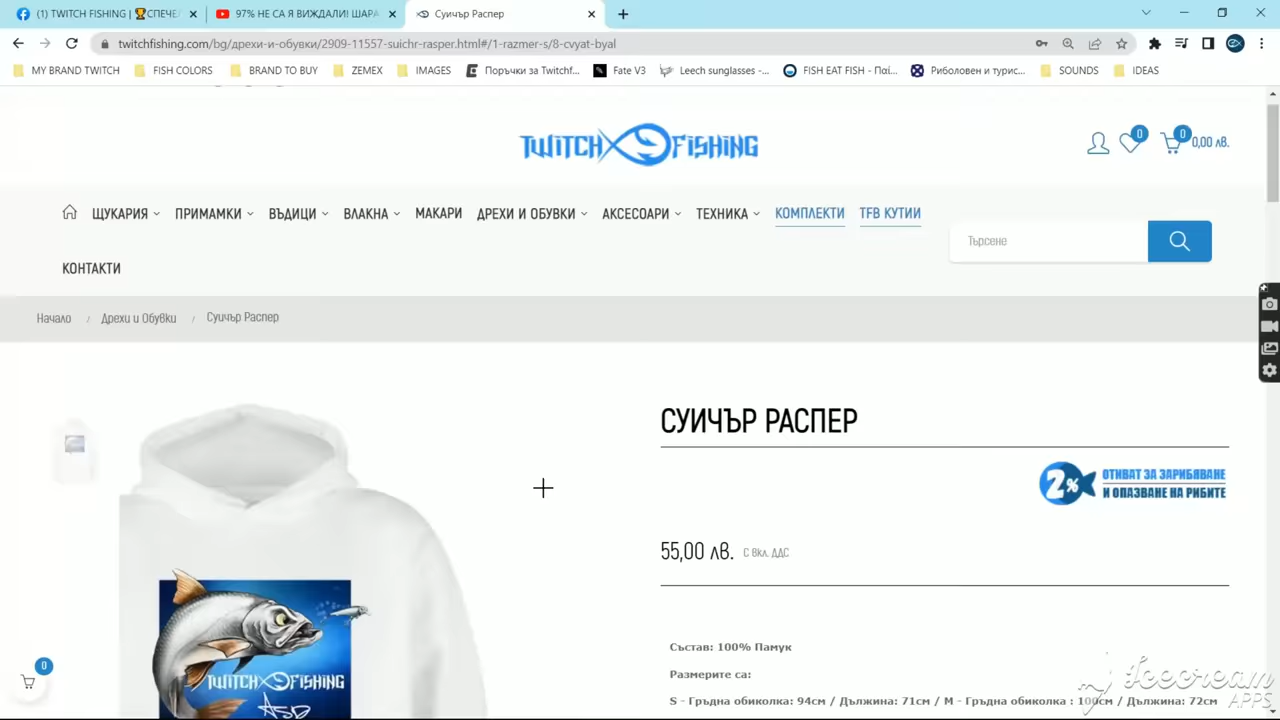 (1) TWITCH FISHING | 🏆СПЕЧЕЛ
97% НЕ СА Я ВИЖДАЛИ! ШАРА
Суичър Распер
twitchfishing.com/bg/дрехи-и-обувки/2909-11557-suichr-rasper.html#/1-razmer-s/8-cvyat-byal
MY BRAND TWITCH FISH COLORS BRAND TO BUY ZEMEX IMAGES Поръчки за Twitchf... Fate V3 Leech sunglasses -... FISH EAT FISH - Παί... Риболовен и турис... SOUNDS IDEAS
TWITCH FISHING
0 0 0,00 лв.
ЩУКАРИЯ ПРИМАМКИ ВЪДИЦИ ВЛАКНА МАКАРИ ДРЕХИ И ОБУВКИ АКСЕСОАРИ ТЕХНИКА КОМПЛЕКТИ TFB КУТИИ
Търсене
КОНТАКТИ
Начало / Дрехи и Обувки / Суичър Распер
СУИЧЪР РАСПЕР
2% ОТИВАТ ЗА ЗАРИБЯВАНЕ
И ОПАЗВАНЕ НА РИБИТЕ
55,00 лв. С вкл. ДДС
Състав: 100% Памук
Размерите са:
S - Гръдна обиколка: 94см / Дължина: 71см / M - Гръдна обиколка : 100см / Дължина: 72см
TWITCH FISHING
ASP
0
Icecream
APPS